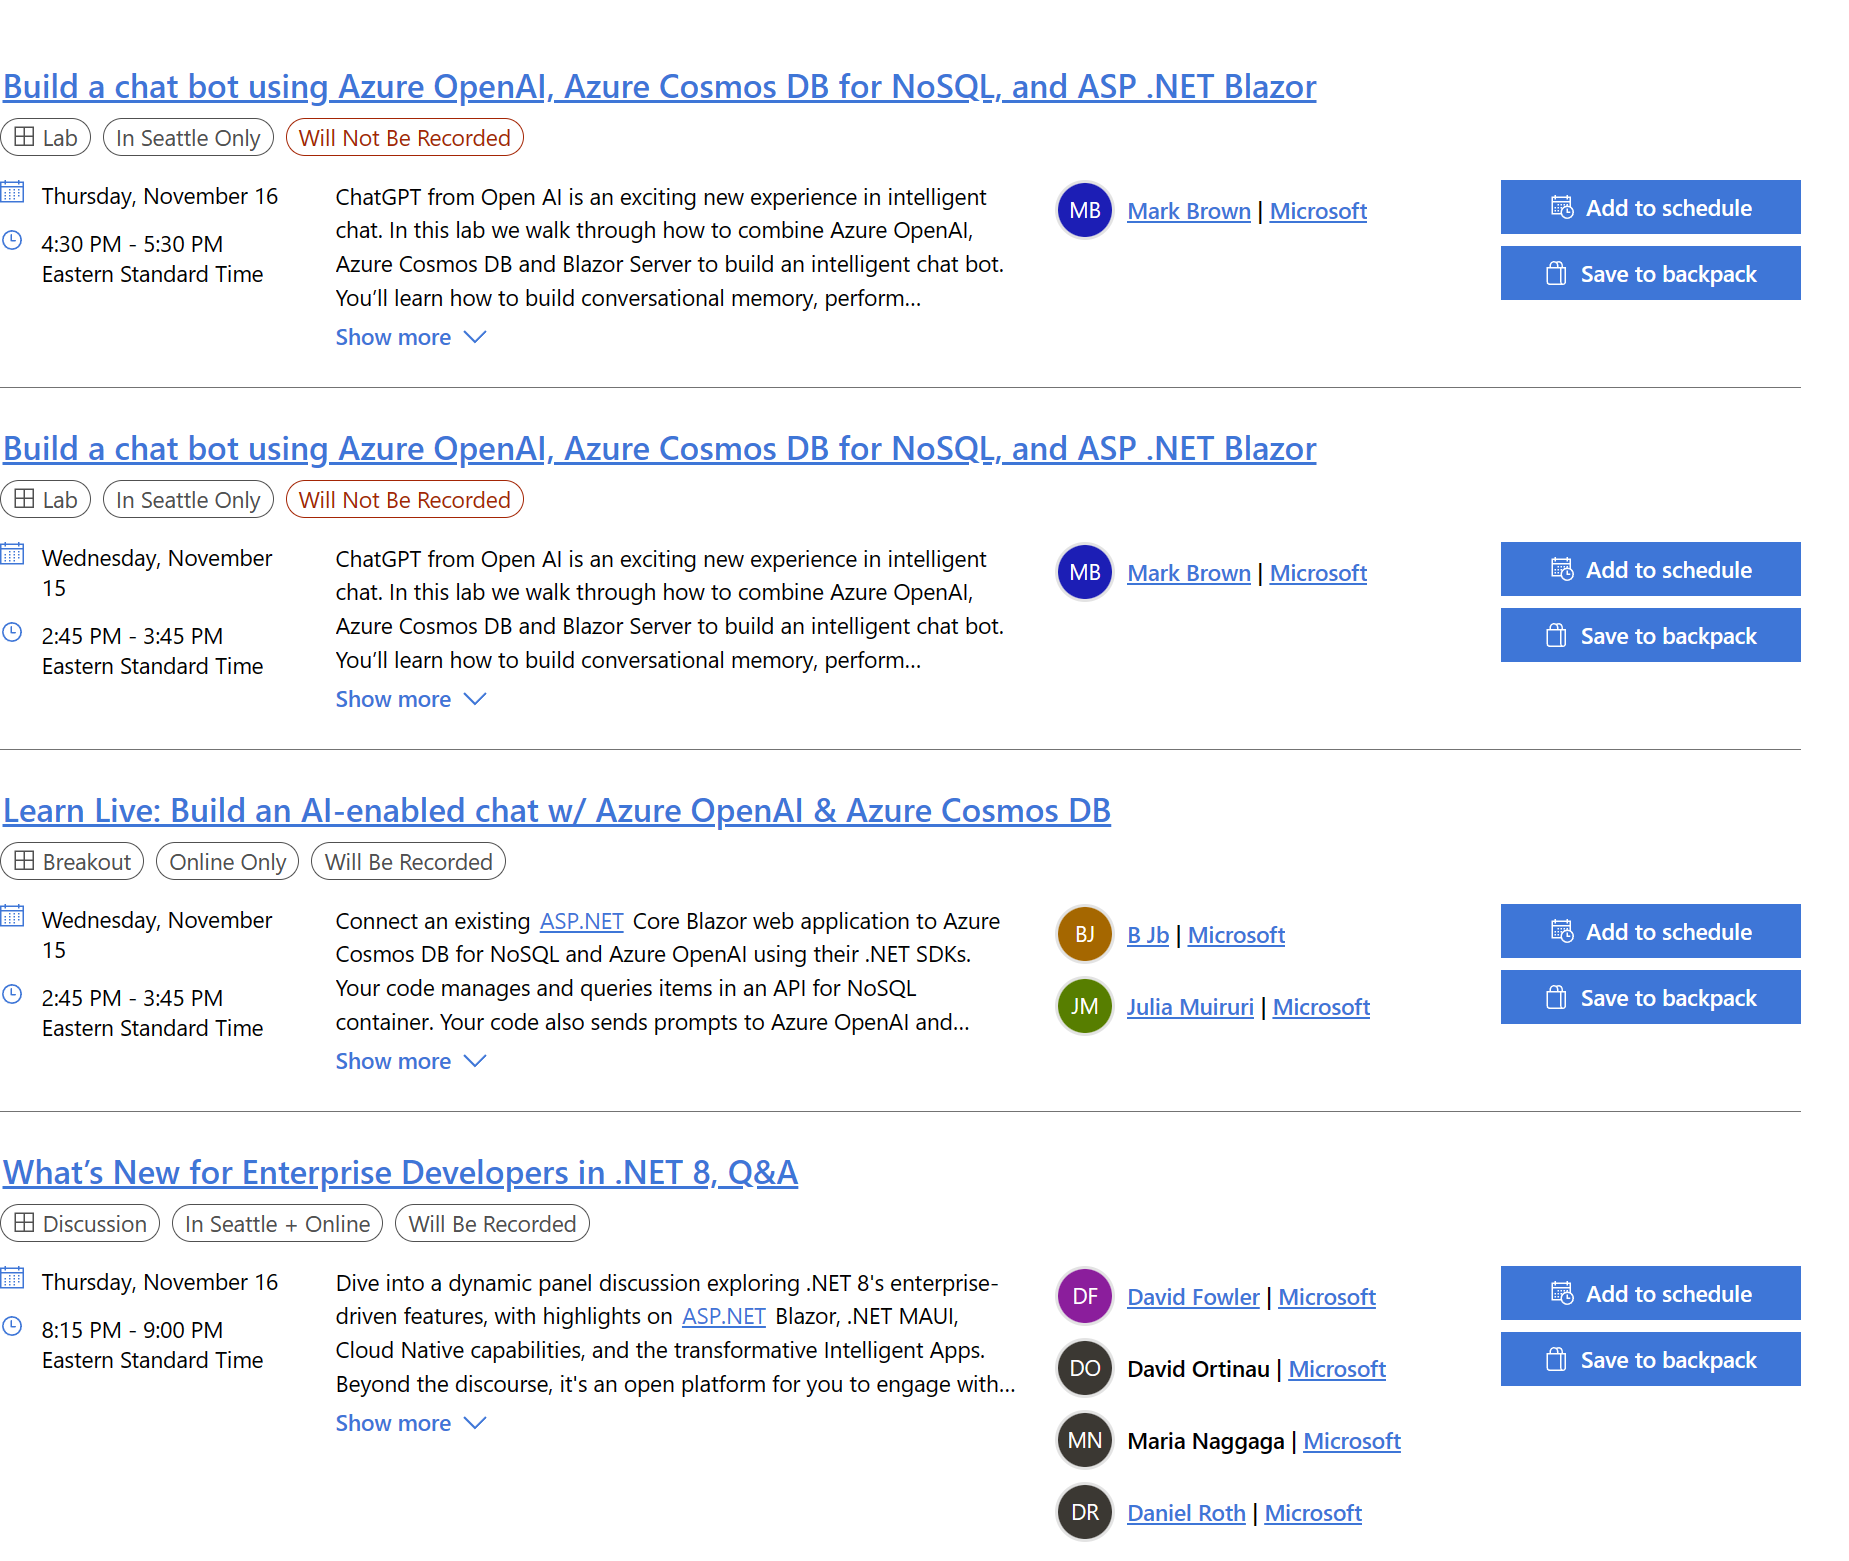 Build a chat bot using Azure OpenAI, Azure Cosmos DB for NoSQL, and ASP .NET Blazor
Lab
In Seattle Only
Will Not Be Recorded
Thursday, November 16
4:30 PM - 5:30 PM
Eastern Standard Time
ChatGPT from Open AI is an exciting new experience in intelligent
chat. In this lab we walk through how to combine Azure OpenAI,
Azure Cosmos DB and Blazor Server to build an intelligent chat bot.
You’ll learn how to build conversational memory, perform...
Show more
MB
Mark Brown | Microsoft
Add to schedule
Save to backpack
Build a chat bot using Azure OpenAI, Azure Cosmos DB for NoSQL, and ASP .NET Blazor
Lab
In Seattle Only
Will Not Be Recorded
Wednesday, November
15
2:45 PM - 3:45 PM
Eastern Standard Time
ChatGPT from Open AI is an exciting new experience in intelligent
chat. In this lab we walk through how to combine Azure OpenAI,
Azure Cosmos DB and Blazor Server to build an intelligent chat bot.
You’ll learn how to build conversational memory, perform...
Show more
MB
Mark Brown | Microsoft
Add to schedule
Save to backpack
Learn Live: Build an AI-enabled chat w/ Azure OpenAI & Azure Cosmos DB
Breakout
Online Only
Will Be Recorded
Wednesday, November
15
2:45 PM - 3:45 PM
Eastern Standard Time
Connect an existing ASP.NET Core Blazor web application to Azure
Cosmos DB for NoSQL and Azure OpenAI using their .NET SDKs.
Your code manages and queries items in an API for NoSQL
container. Your code also sends prompts to Azure OpenAI and...
Show more
BJ
B Jb | Microsoft
JM
Julia Muiruri | Microsoft
Add to schedule
Save to backpack
What’s New for Enterprise Developers in .NET 8, Q&A
Discussion
In Seattle + Online
Will Be Recorded
Thursday, November 16
8:15 PM - 9:00 PM
Eastern Standard Time
Dive into a dynamic panel discussion exploring .NET 8's enterprise-
driven features, with highlights on ASP.NET Blazor, .NET MAUI,
Cloud Native capabilities, and the transformative Intelligent Apps.
Beyond the discourse, it's an open platform for you to engage with...
Show more
DF
David Fowler | Microsoft
DO
David Ortinau | Microsoft
MN
Maria Naggaga | Microsoft
DR
Daniel Roth | Microsoft
Add to schedule
Save to backpack